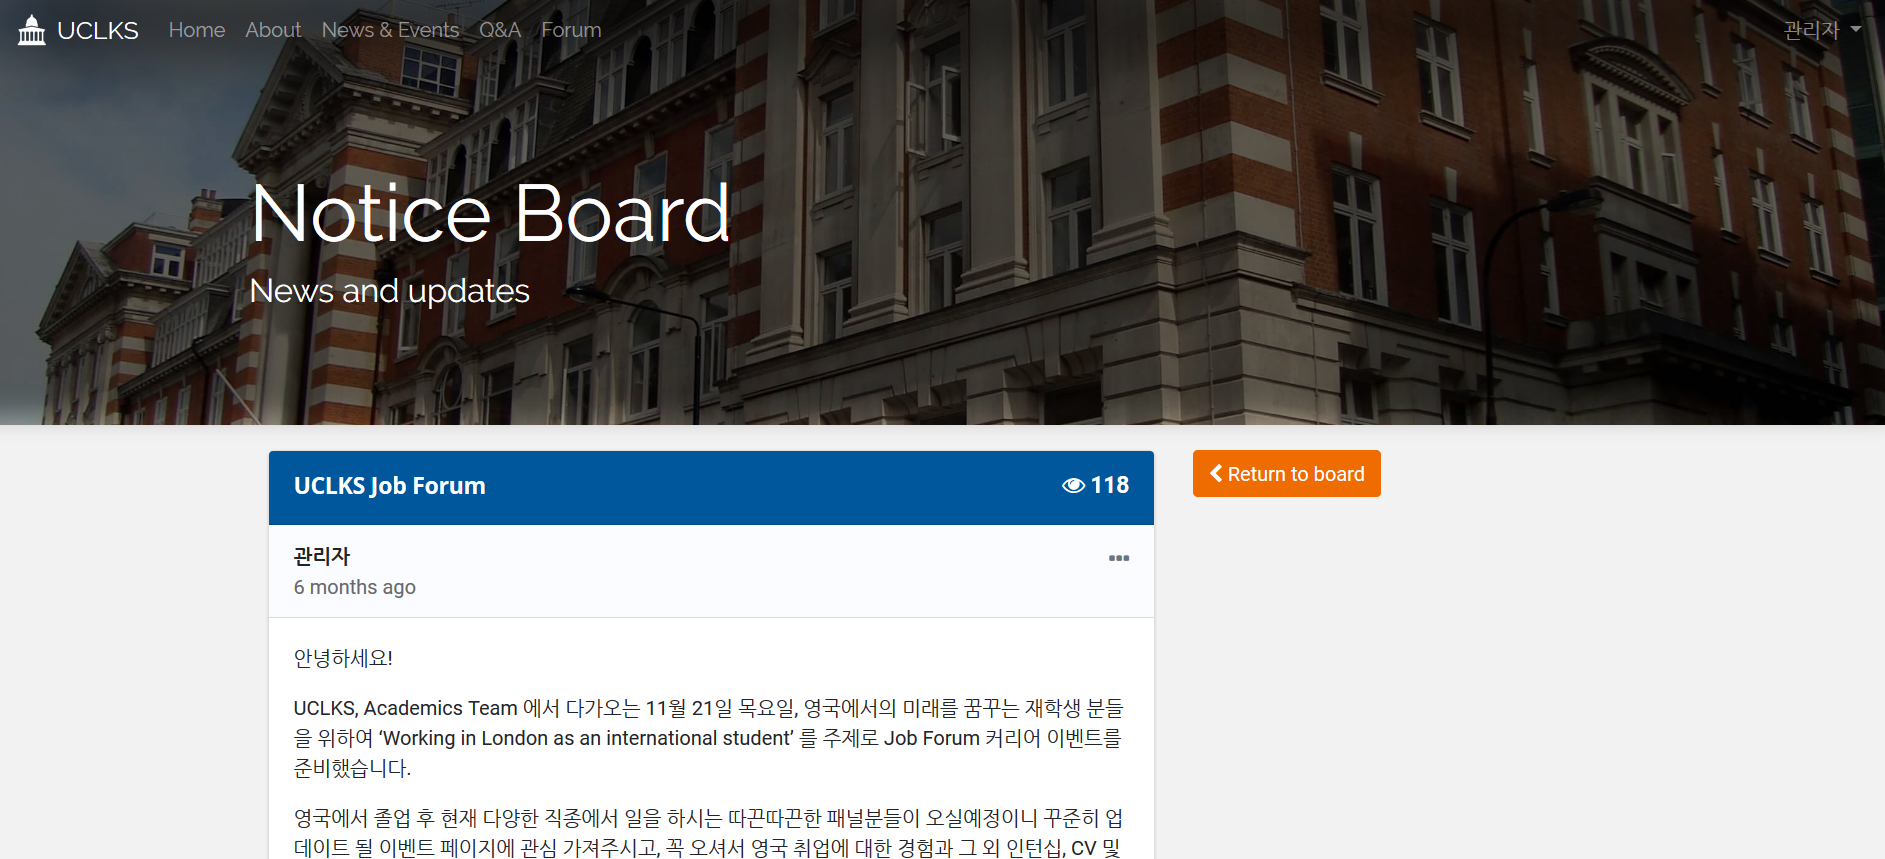 UCLKS Home About News & Events Q&A Forum 관리자
Notice Board
News and updates
UCLKS Job Forum 118
Return to board
관리자
6 months ago
안녕하세요!
UCLKS, Academics Team 에서 다가오는 11월 21일 목요일, 영국에서의 미래를 꿈꾸는 재학생 분들
을 위하여 ‘Working in London as an international student’ 를 주제로 Job Forum 커리어 이벤트를
준비했습니다.
영국에서 졸업 후 현재 다양한 직종에서 일을 하시는 따끈따끈한 패널분들이 오실예정이니 꾸준히 업
데이트 될 이벤트 페이지에 관심 가져주시고, 꼭 오셔서 영국 취업에 대한 경험과 그 외 인턴십, CV 및